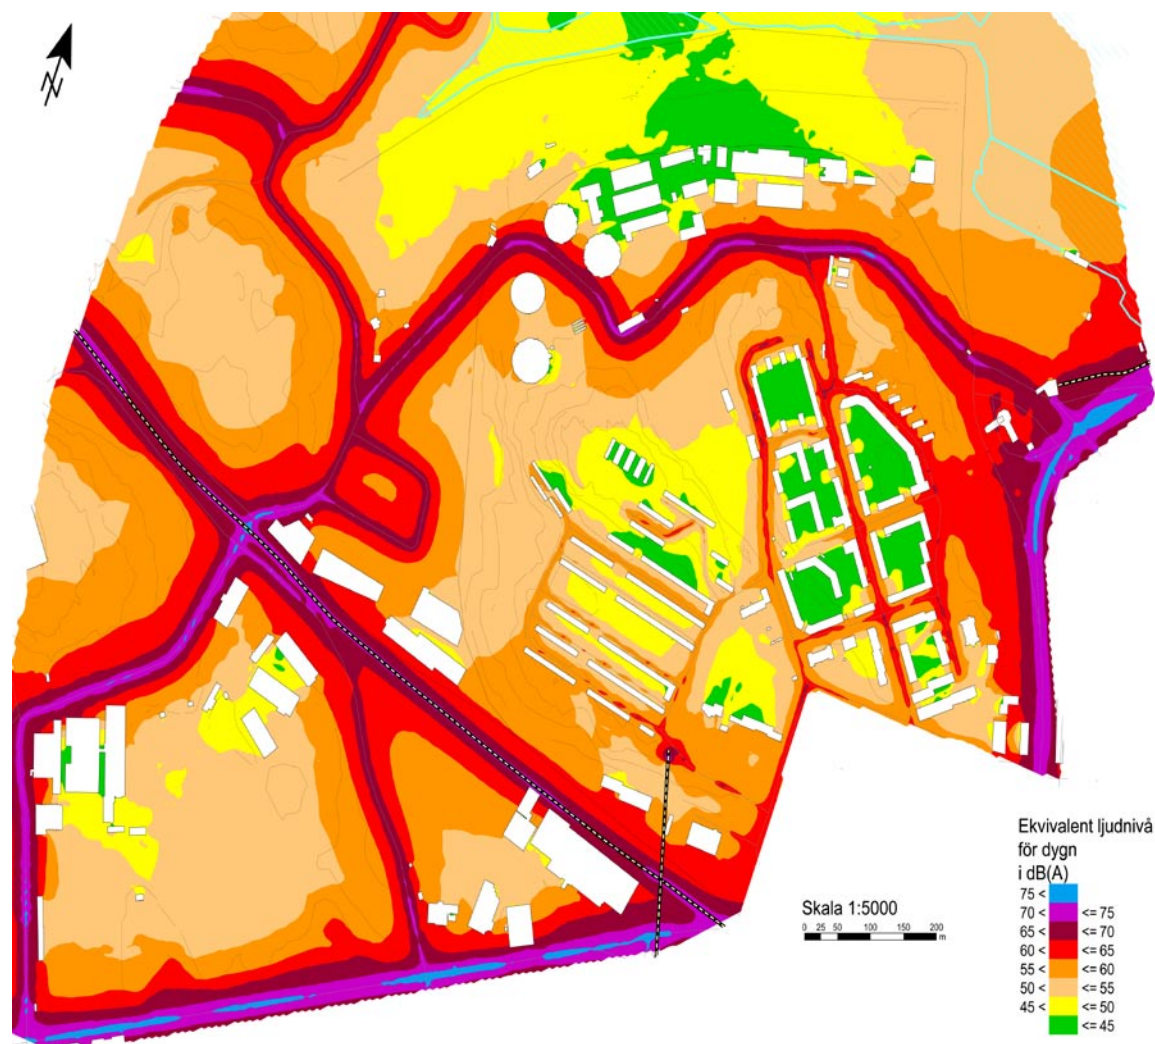 N
Ekvivalent ljudnivå
för dygn
i dB(A)
75 <
70 < <= 75
65 < <= 70
60 < <= 65
55 < <= 60
50 < <= 55
45 < <= 50
<= 45
Skala 1:5000
0 25 50 100 150 200
m